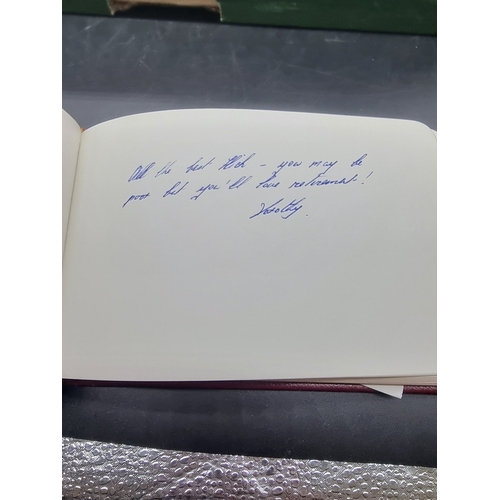 All the best - you may be
poor but you'll love retirement!